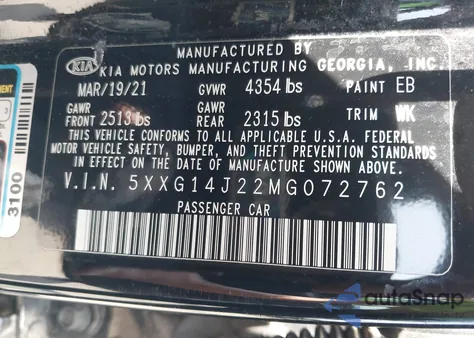 MANUFACTURED BY
KIA KIA MOTORS MANUFACTURING GEORGIA, INC.
MAR/19/21 GVWR 4354 lbs PAINT EB
GAWR FRONT 2513 lbs GAWR REAR 2315 lbs TRIM WK
THIS VEHICLE CONFORMS TO ALL APPLICABLE U.S.A. FEDERAL
MOTOR VEHICLE SAFETY, BUMPER, AND THEFT PREVENTION STANDARDS
IN EFFECT ON THE DATE OF MANUFACTURE SHOWN ABOVE.
V.I.N. 5XXG14J22MG072762
PASSENGER CAR
3100
autoSnap